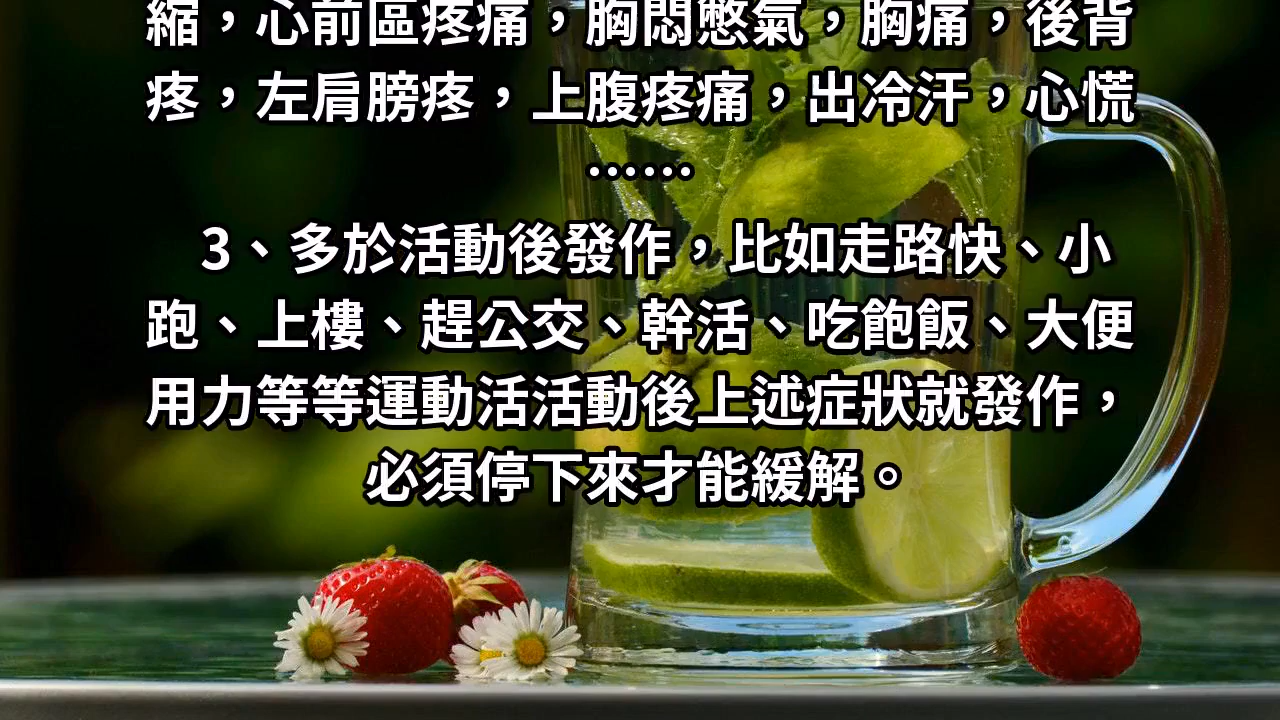 縮，心前區疼痛，胸悶憋氣，胸痛，後背
疼，左肩膀疼，上腹疼痛，出冷汗，心慌
……
3、多於活動後發作，比如走路快、小
跑、上樓、趕公交、幹活、吃飽飯、大便
用力等等運動活活動後上述症狀就發作，
必須停下來才能緩解。